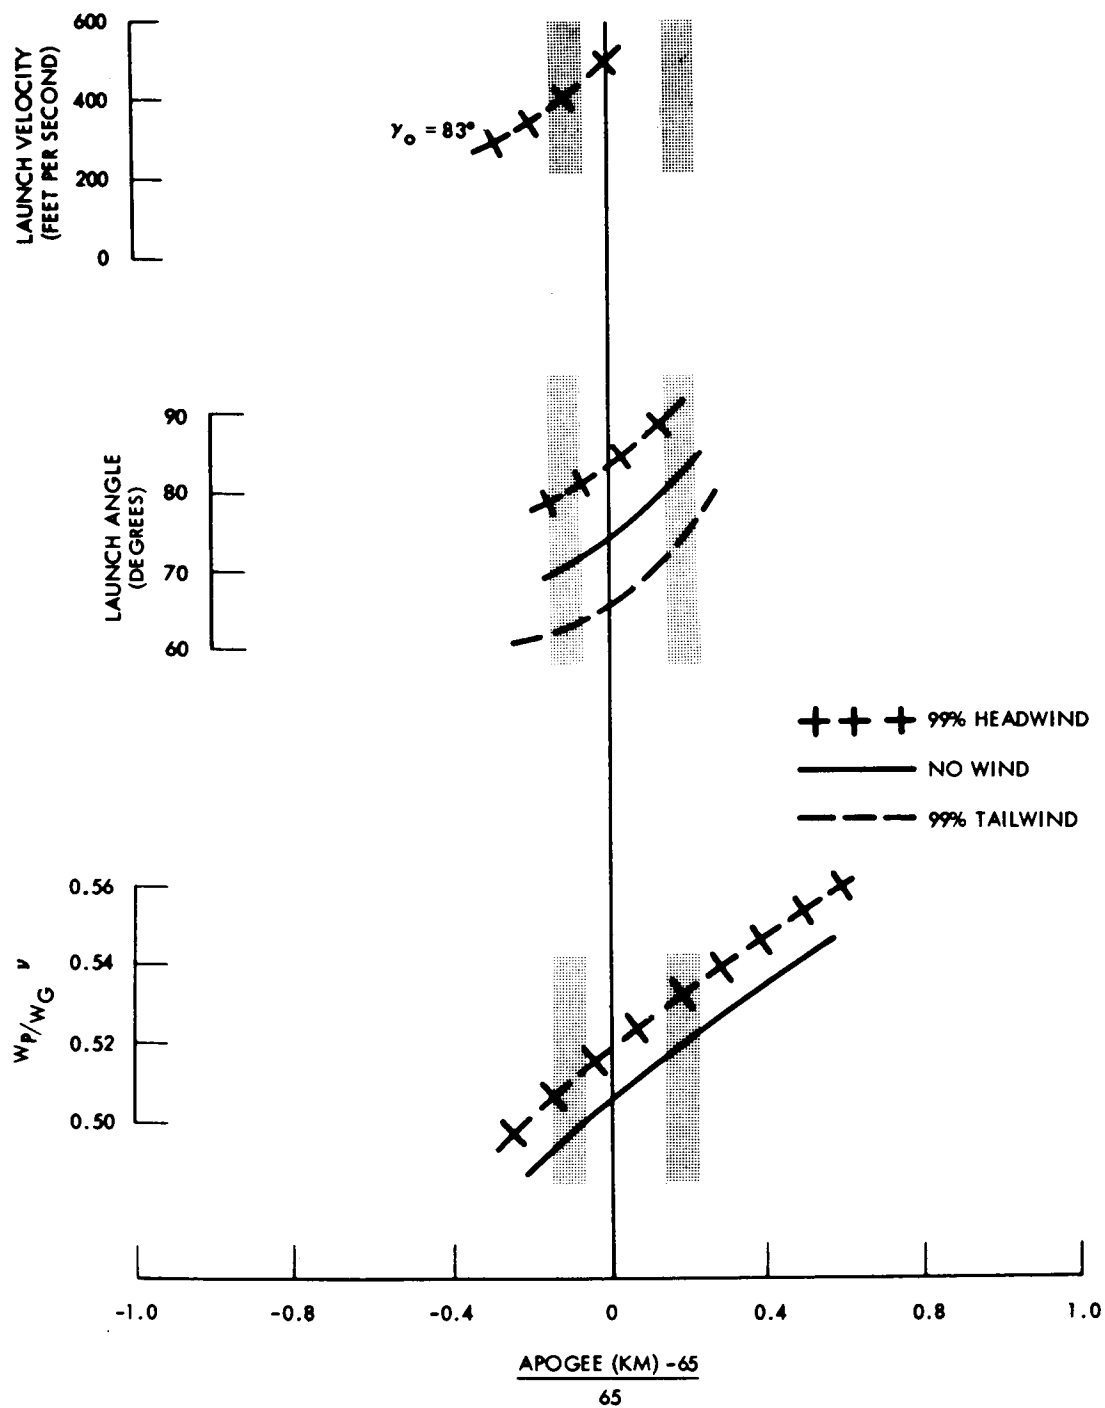 LAUNCH VELOCITY
(FEET PER SECOND)
600
400
200
0
γo = 83°
LAUNCH ANGLE
(DEGREES)
90
80
70
60
99% HEADWIND
NO WIND
99% TAILWIND
WP/WG ν
0.56
0.54
0.52
0.50
-1.0
-0.8
-0.4
0
0.4
0.8
1.0
APOGEE (KM) -65
65